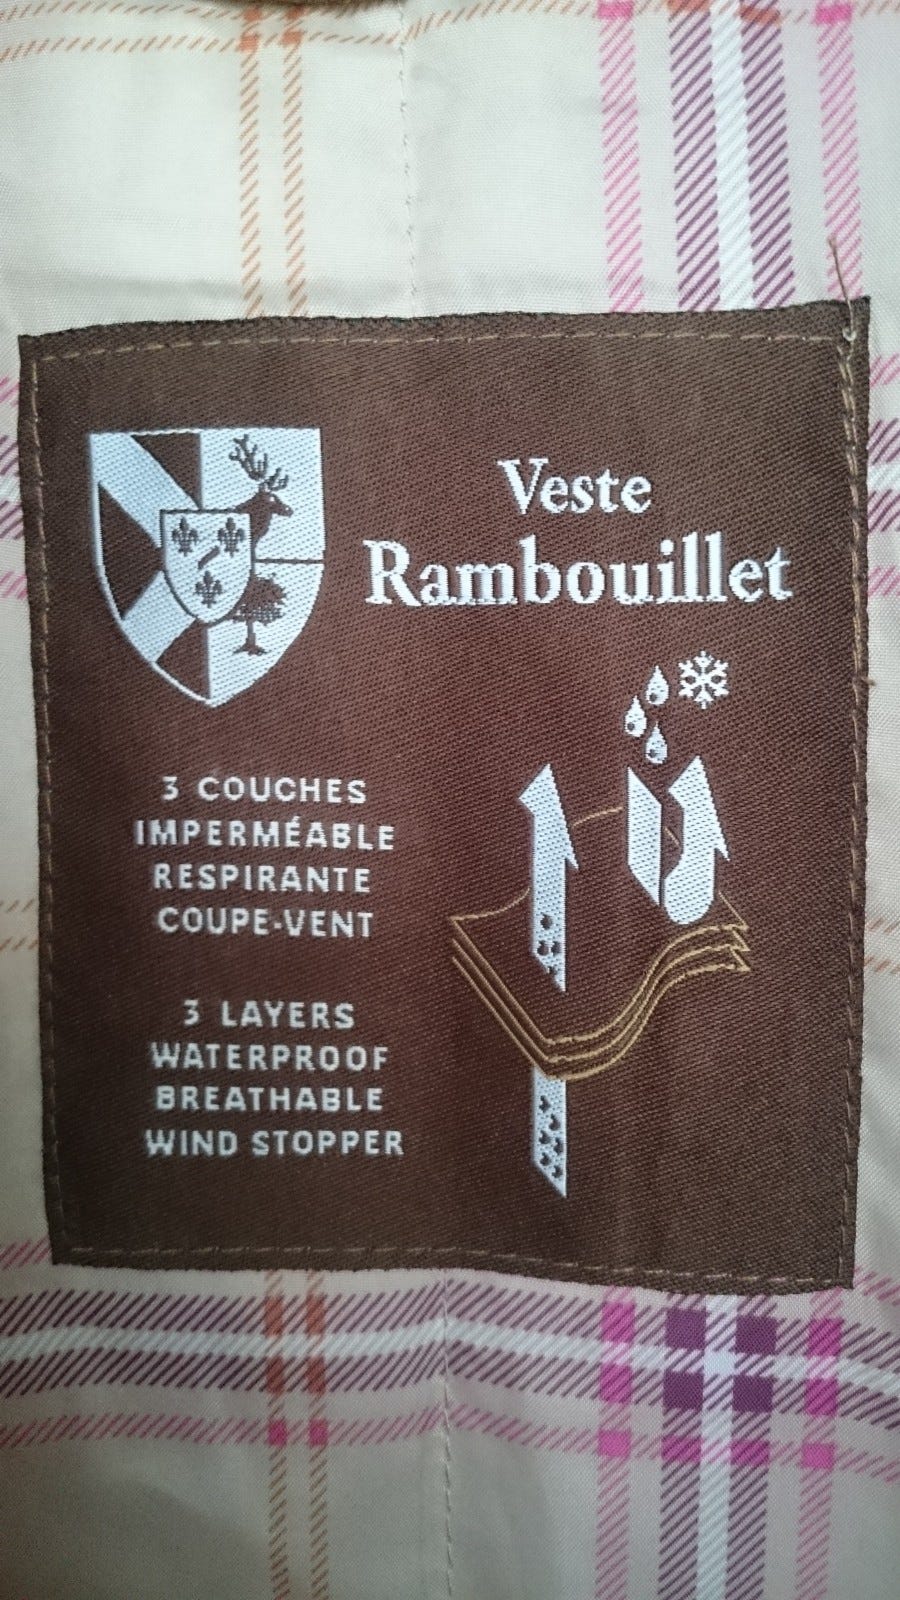 Veste
Rambouillet
3 COUCHES
IMPERMÉABLE
RESPIRANTE
COUPE-VENT
3 LAYERS
WATERPROOF
BREATHABLE
WIND STOPPER